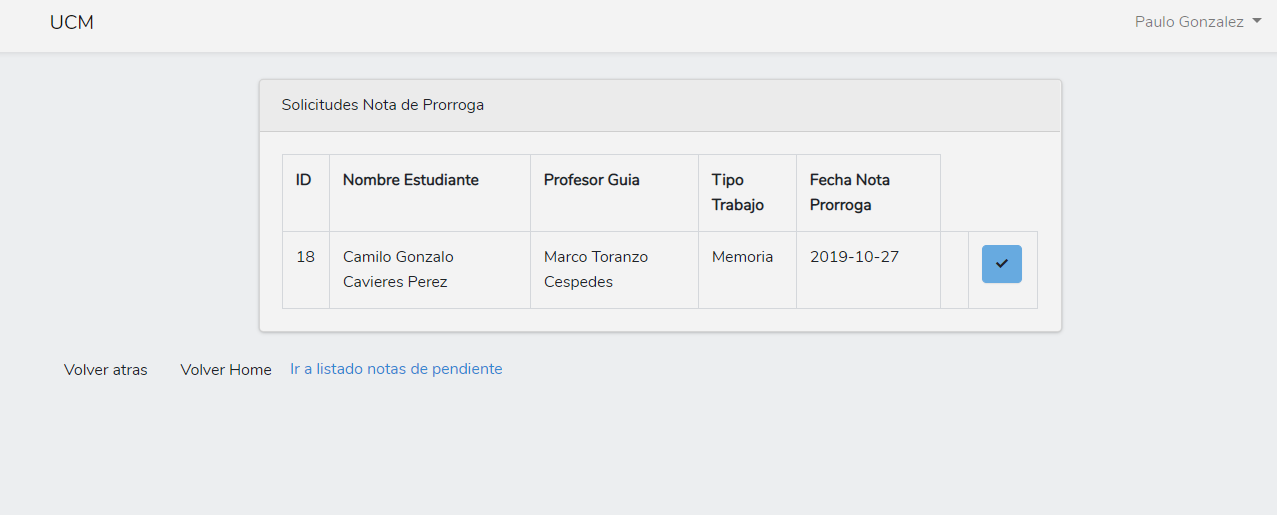 UCM
Paulo Gonzalez
Solicitudes Nota de Prorroga
ID Nombre Estudiante Profesor Guia Tipo Trabajo Fecha Nota Prorroga
18 Camilo Gonzalo Cavieres Perez Marco Toranzo Cespedes Memoria 2019-10-27
Volver atras Volver Home Ir a listado notas de pendiente